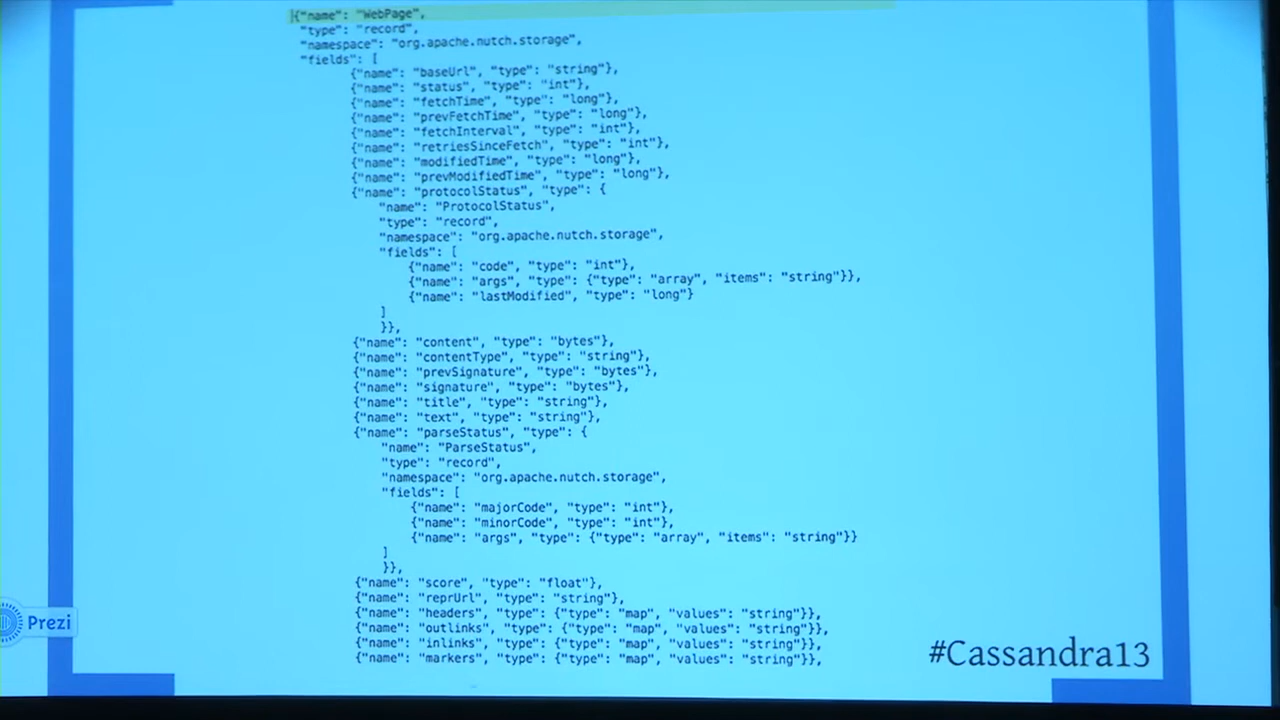 {"name": "WebPage",
"type": "record",
"namespace": "org.apache.nutch.storage",
"fields": [
{"name": "baseUrl", "type": "string"},
{"name": "status", "type": "int"},
{"name": "fetchTime", "type": "long"},
{"name": "prevFetchTime", "type": "long"},
{"name": "fetchInterval", "type": "int"},
{"name": "retriesSinceFetch", "type": "int"},
{"name": "modifiedTime", "type": "long"},
{"name": "prevModifiedTime", "type": "long"},
{"name": "protocolStatus", "type": {
"name": "ProtocolStatus",
"type": "record",
"namespace": "org.apache.nutch.storage",
"fields": [
{"name": "code", "type": "int"},
{"name": "args", "type": {"type": "array", "items": "string"}},
{"name": "lastModified", "type": "long"}
]
}},
{"name": "content", "type": "bytes"},
{"name": "contentType", "type": "string"},
{"name": "prevSignature", "type": "bytes"},
{"name": "signature", "type": "bytes"},
{"name": "title", "type": "string"},
{"name": "text", "type": "string"},
{"name": "parseStatus", "type": {
"name": "ParseStatus",
"type": "record",
"namespace": "org.apache.nutch.storage",
"fields": [
{"name": "majorCode", "type": "int"},
{"name": "minorCode", "type": "int"},
{"name": "args", "type": {"type": "array", "items": "string"}}
]
}},
{"name": "score", "type": "float"},
{"name": "reprUrl", "type": "string"},
{"name": "headers", "type": {"type": "map", "values": "string"}},
{"name": "outlinks", "type": {"type": "map", "values": "string"}},
{"name": "inlinks", "type": {"type": "map", "values": "string"}},
{"name": "markers", "type": {"type": "map", "values": "string"}},
Prezi
#Cassandra13